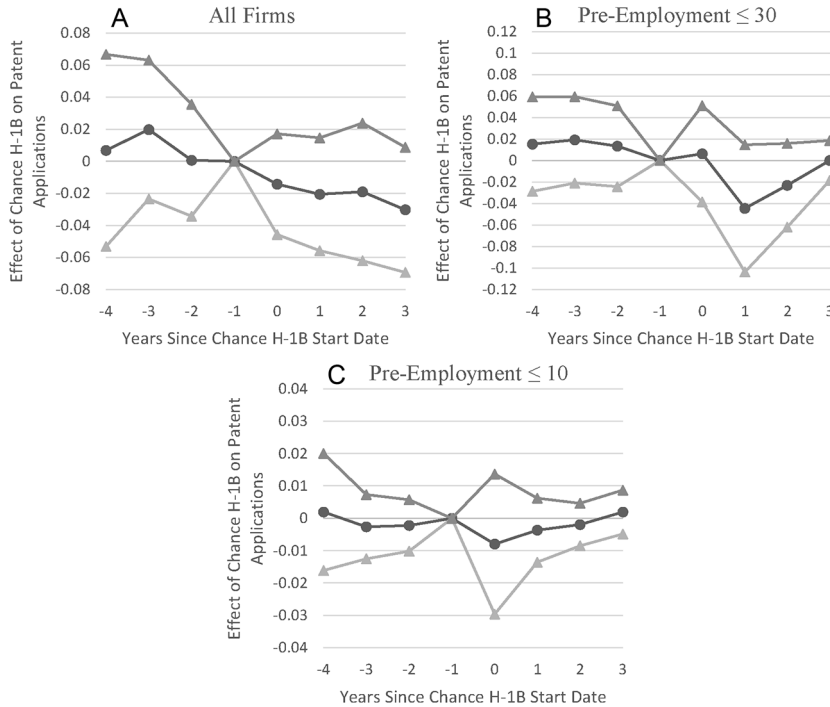 A
All Firms
Effect of Chance H-1B on Patent
Applications
0.08
0.06
0.04
0.02
0
-0.02
-0.04
-0.06
-0.08
-4 -3 -2 -1 0 1 2 3
Years Since Chance H-1B Start Date
B
Pre-Employment ≤ 30
Effect of Chance H-1B on Patent
Applications
0.12
0.1
0.08
0.06
0.04
0.02
0
-0.02
-0.04
-0.06
-0.08
-0.1
-0.12
-4 -3 -2 -1 0 1 2 3
Years Since Chance H-1B Start Date
C
Pre-Employment ≤ 10
Effect of Chance H-1B on Patent
Applications
0.04
0.03
0.02
0.01
0
-0.01
-0.02
-0.03
-0.04
-4 -3 -2 -1 0 1 2 3
Years Since Chance H-1B Start Date